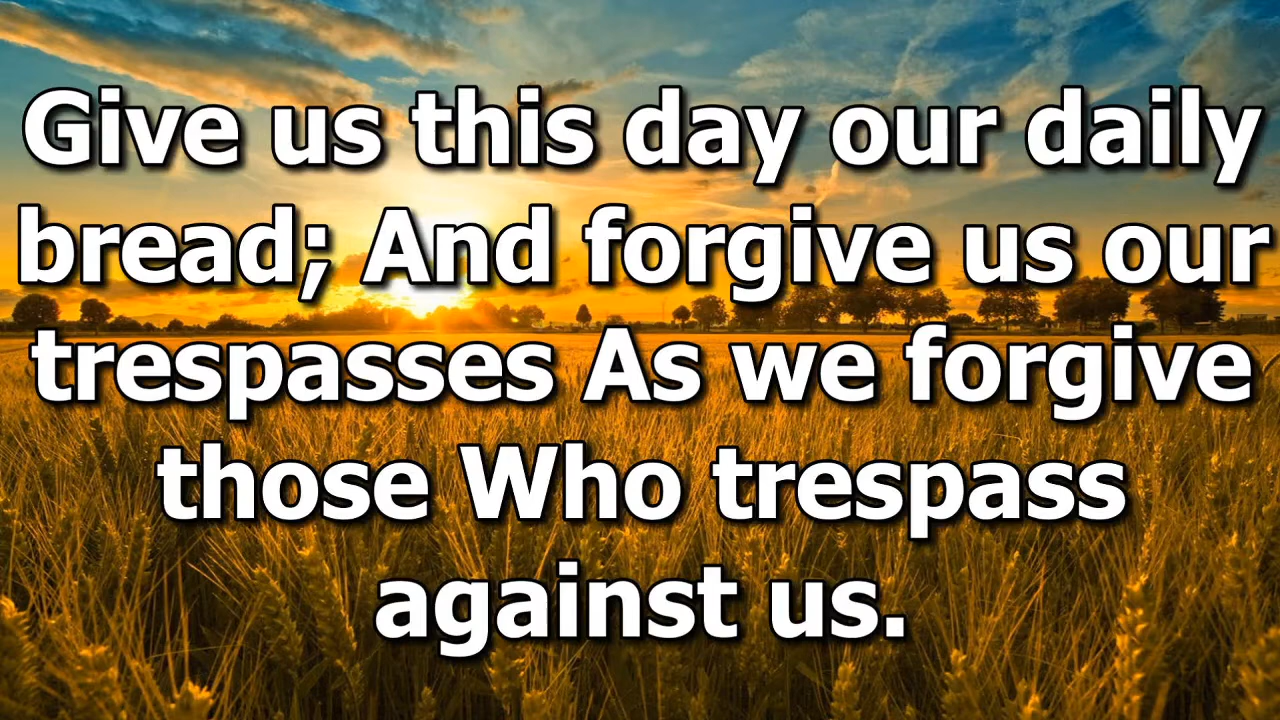 Give us this day our daily
bread; And forgive us our
trespasses As we forgive
those Who trespass
against us.